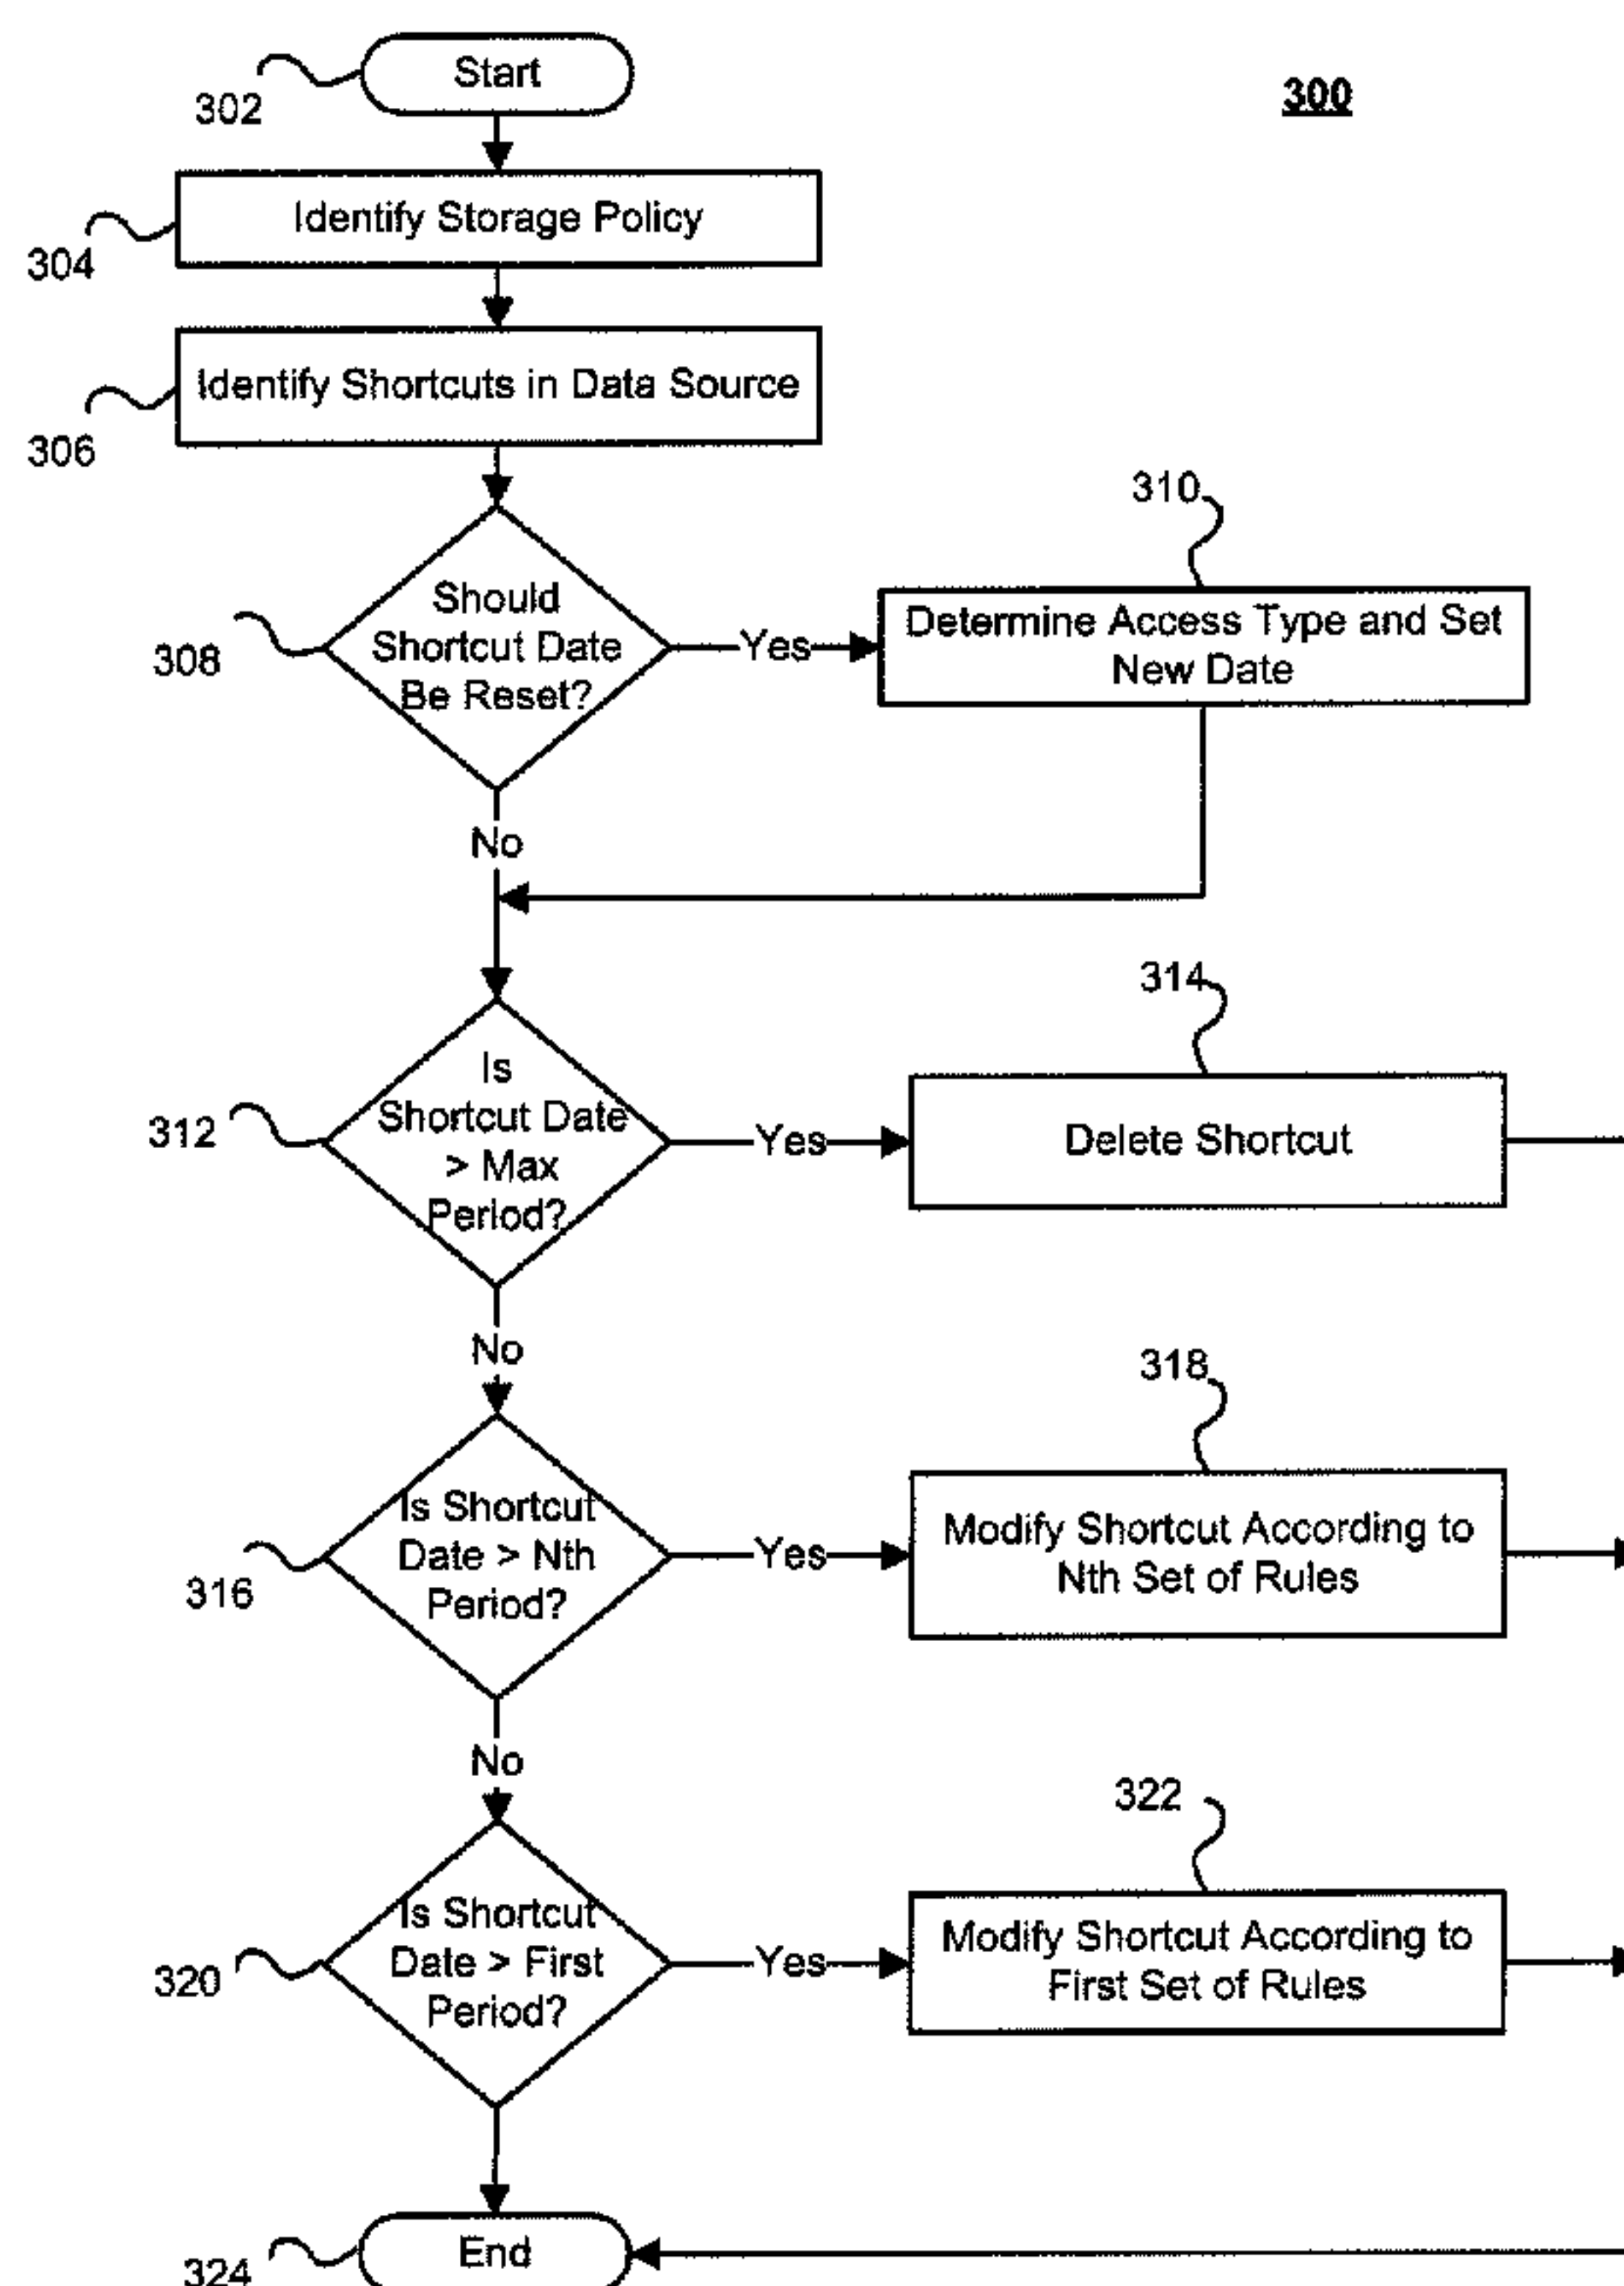 Start
302
300
Identify Storage Policy
304
Identify Shortcuts in Data Source
306
310
Should
Shortcut Date
Be Reset?
308
Yes
Determine Access Type and Set
New Date
No
314
Is
Shortcut Date
> Max
Period?
312
Yes
Delete Shortcut
No
318
Is Shortcut
Date > Nth
Period?
316
Yes
Modify Shortcut According to
Nth Set of Rules
No
322
Is Shortcut
Date > First
Period?
320
Yes
Modify Shortcut According to
First Set of Rules
End
324